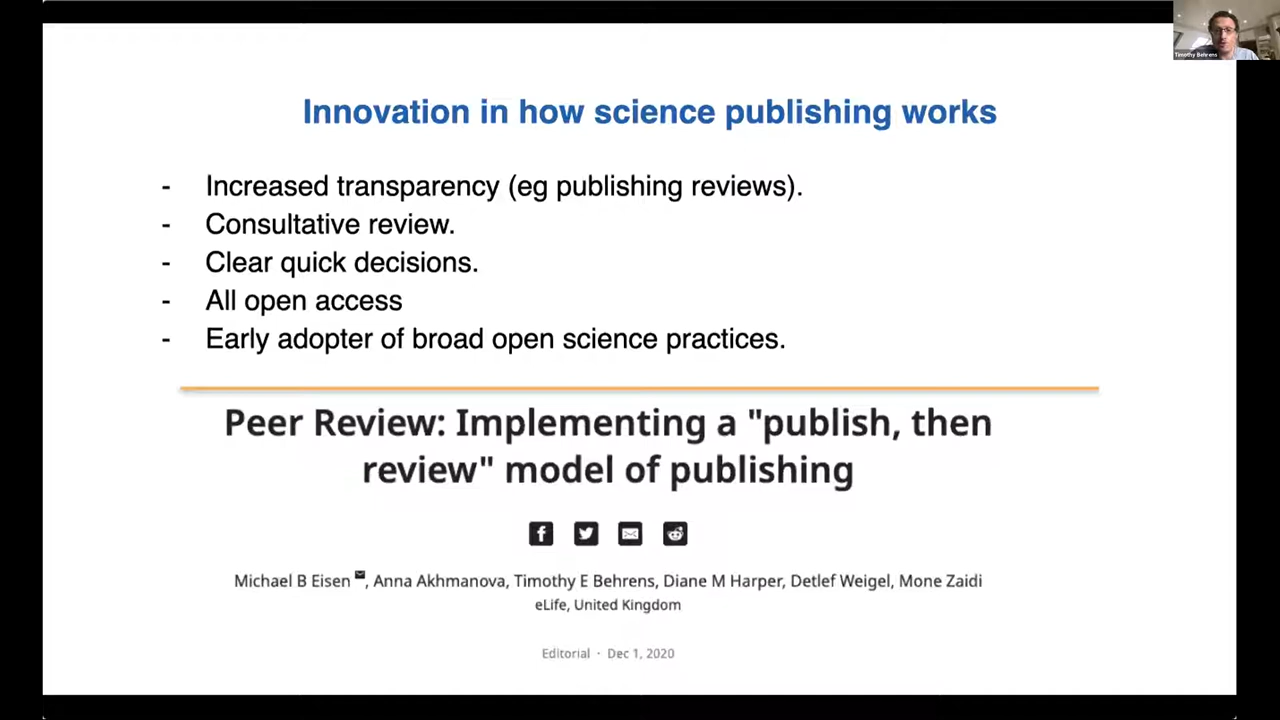 Timothy Behrens
Innovation in how science publishing works
- Increased transparency (eg publishing reviews).
- Consultative review.
- Clear quick decisions.
- All open access
- Early adopter of broad open science practices.
Peer Review: Implementing a "publish, then
review" model of publishing
Michael B Eisen, Anna Akhmanova, Timothy E Behrens, Diane M Harper, Detlef Weigel, Mone Zaidi
eLife, United Kingdom
Editorial · Dec 1, 2020